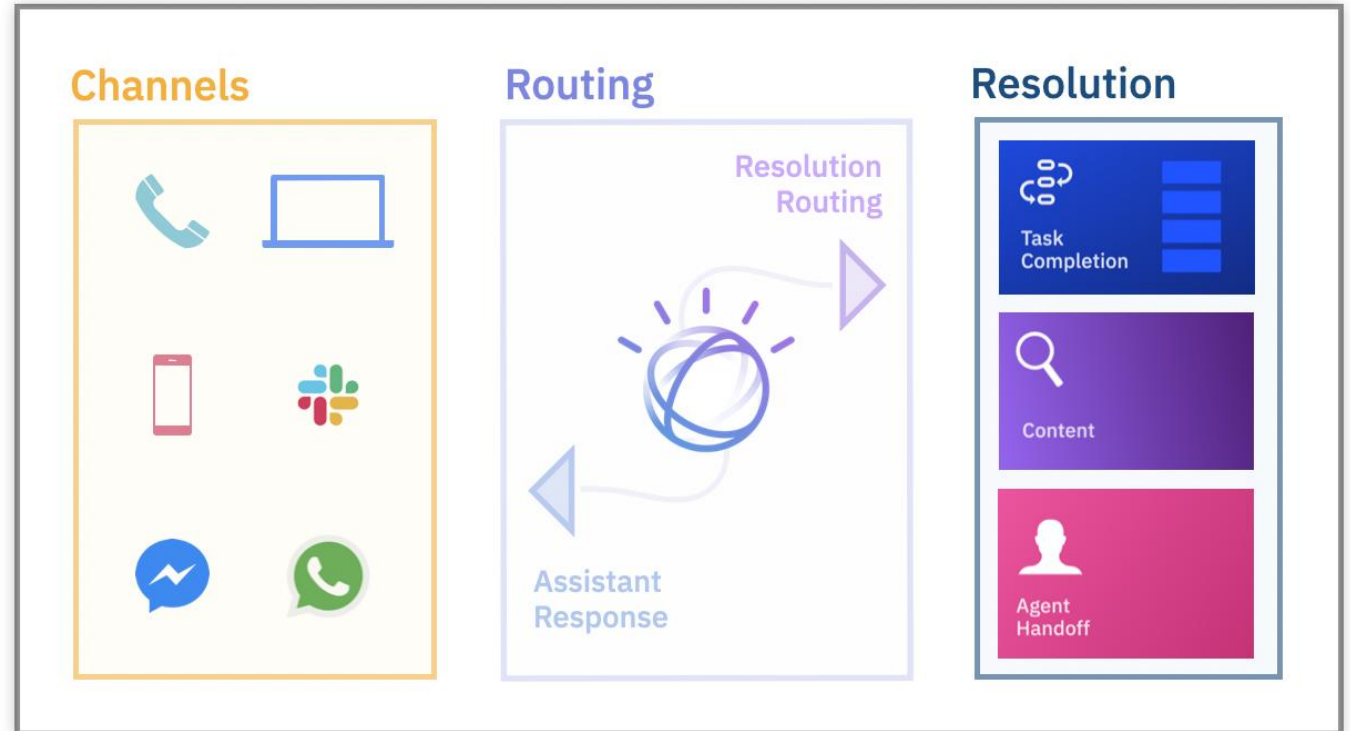 Channels
Routing
Resolution
Resolution
Routing
Assistant
Response
Task
Completion
Content
Agent
Handoff